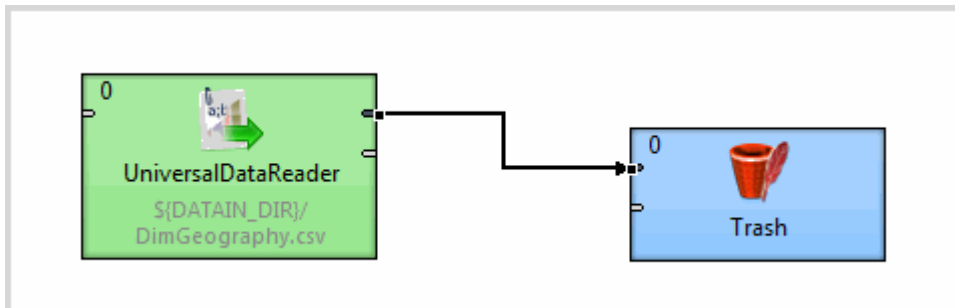 0
a;b
UniversalDataReader
${DATAIN_DIR}/
DimGeography.csv
0
Trash